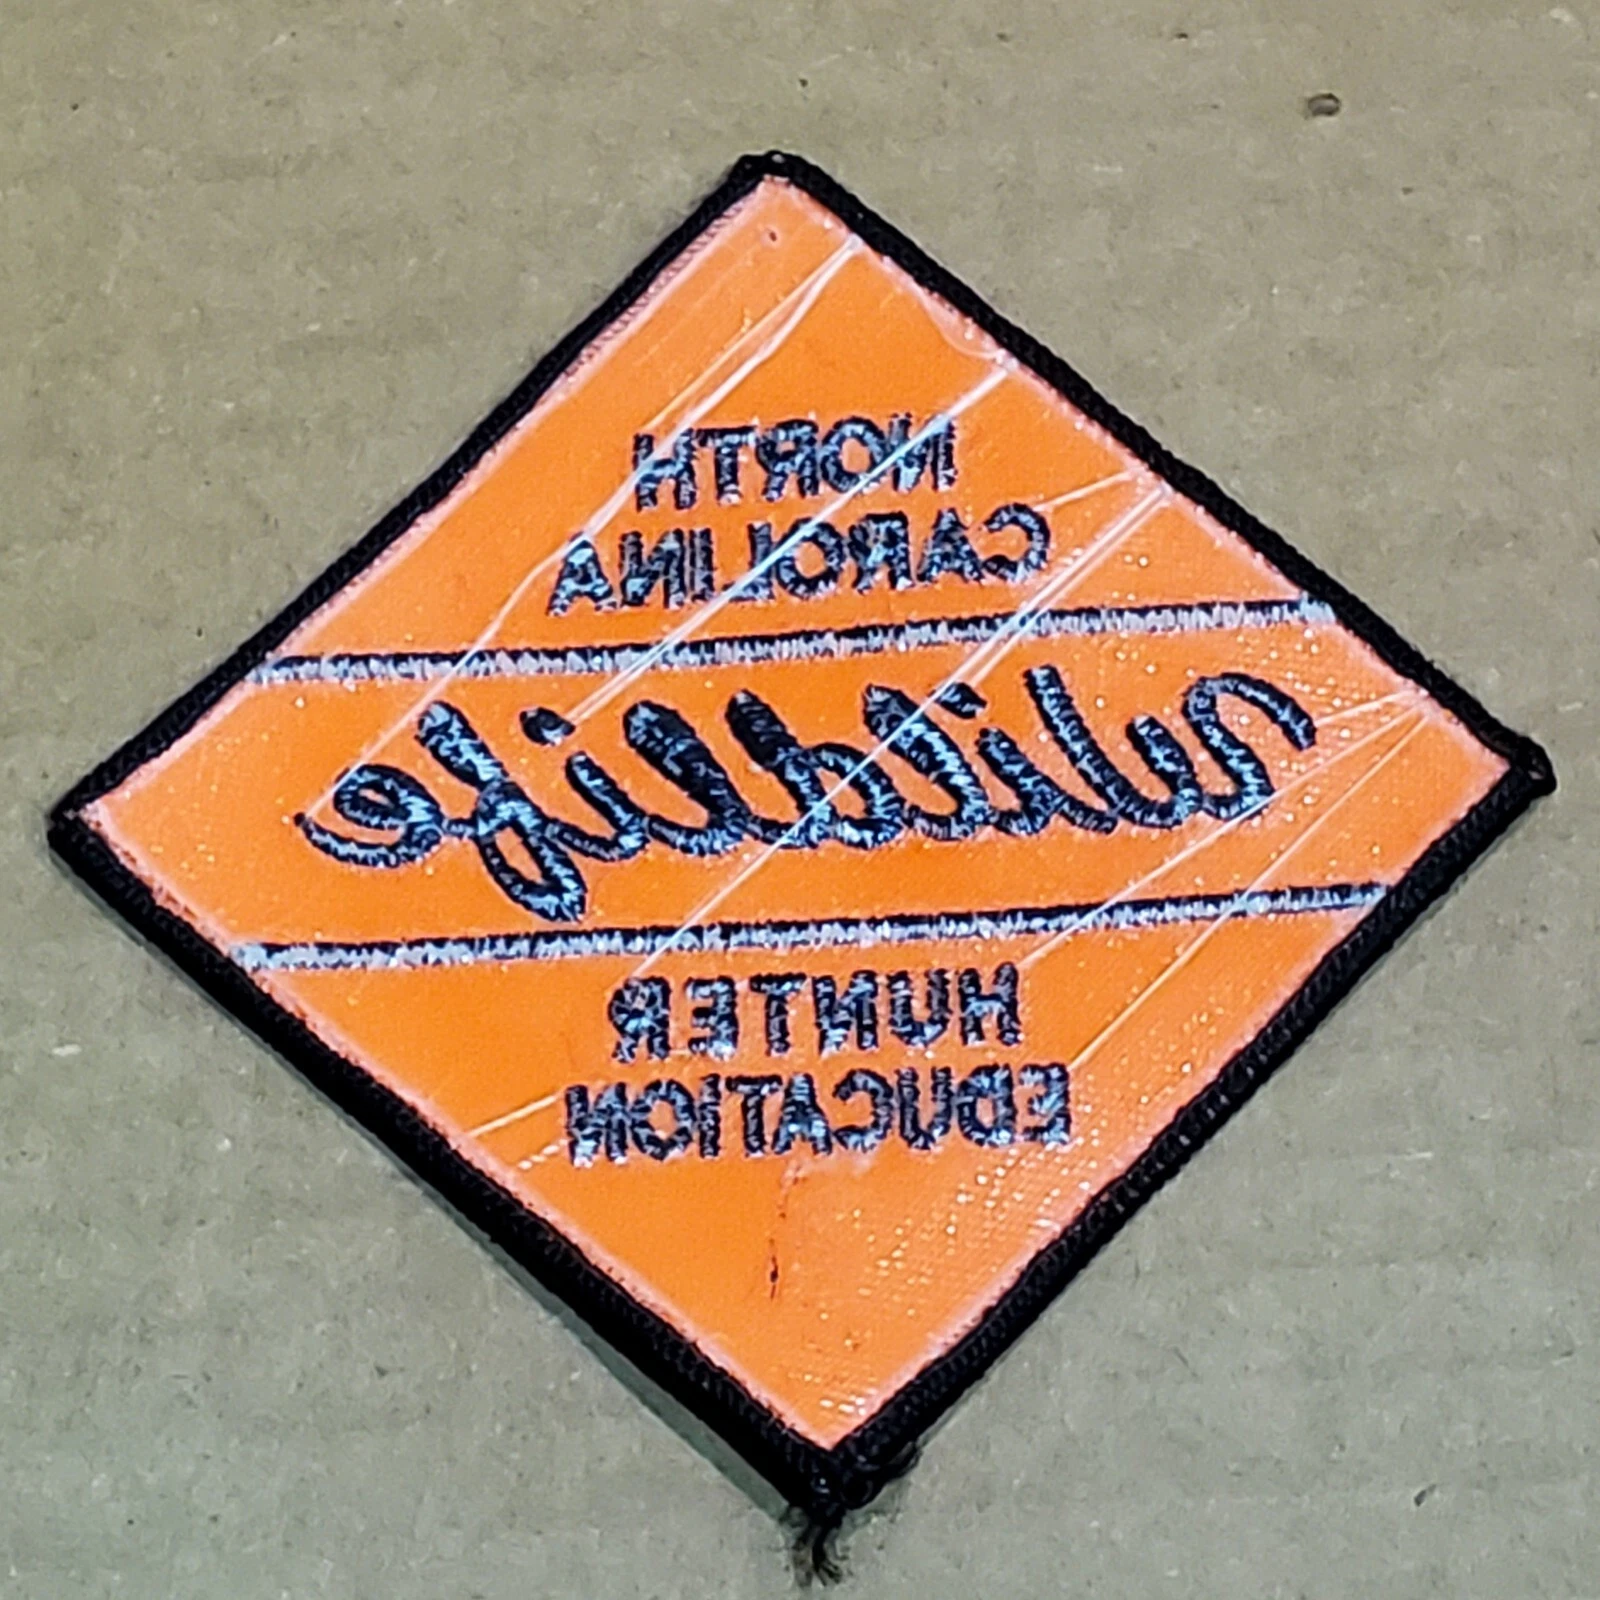 NORTH
CAROLINA
wildlife
HUNTER
EDUCATION